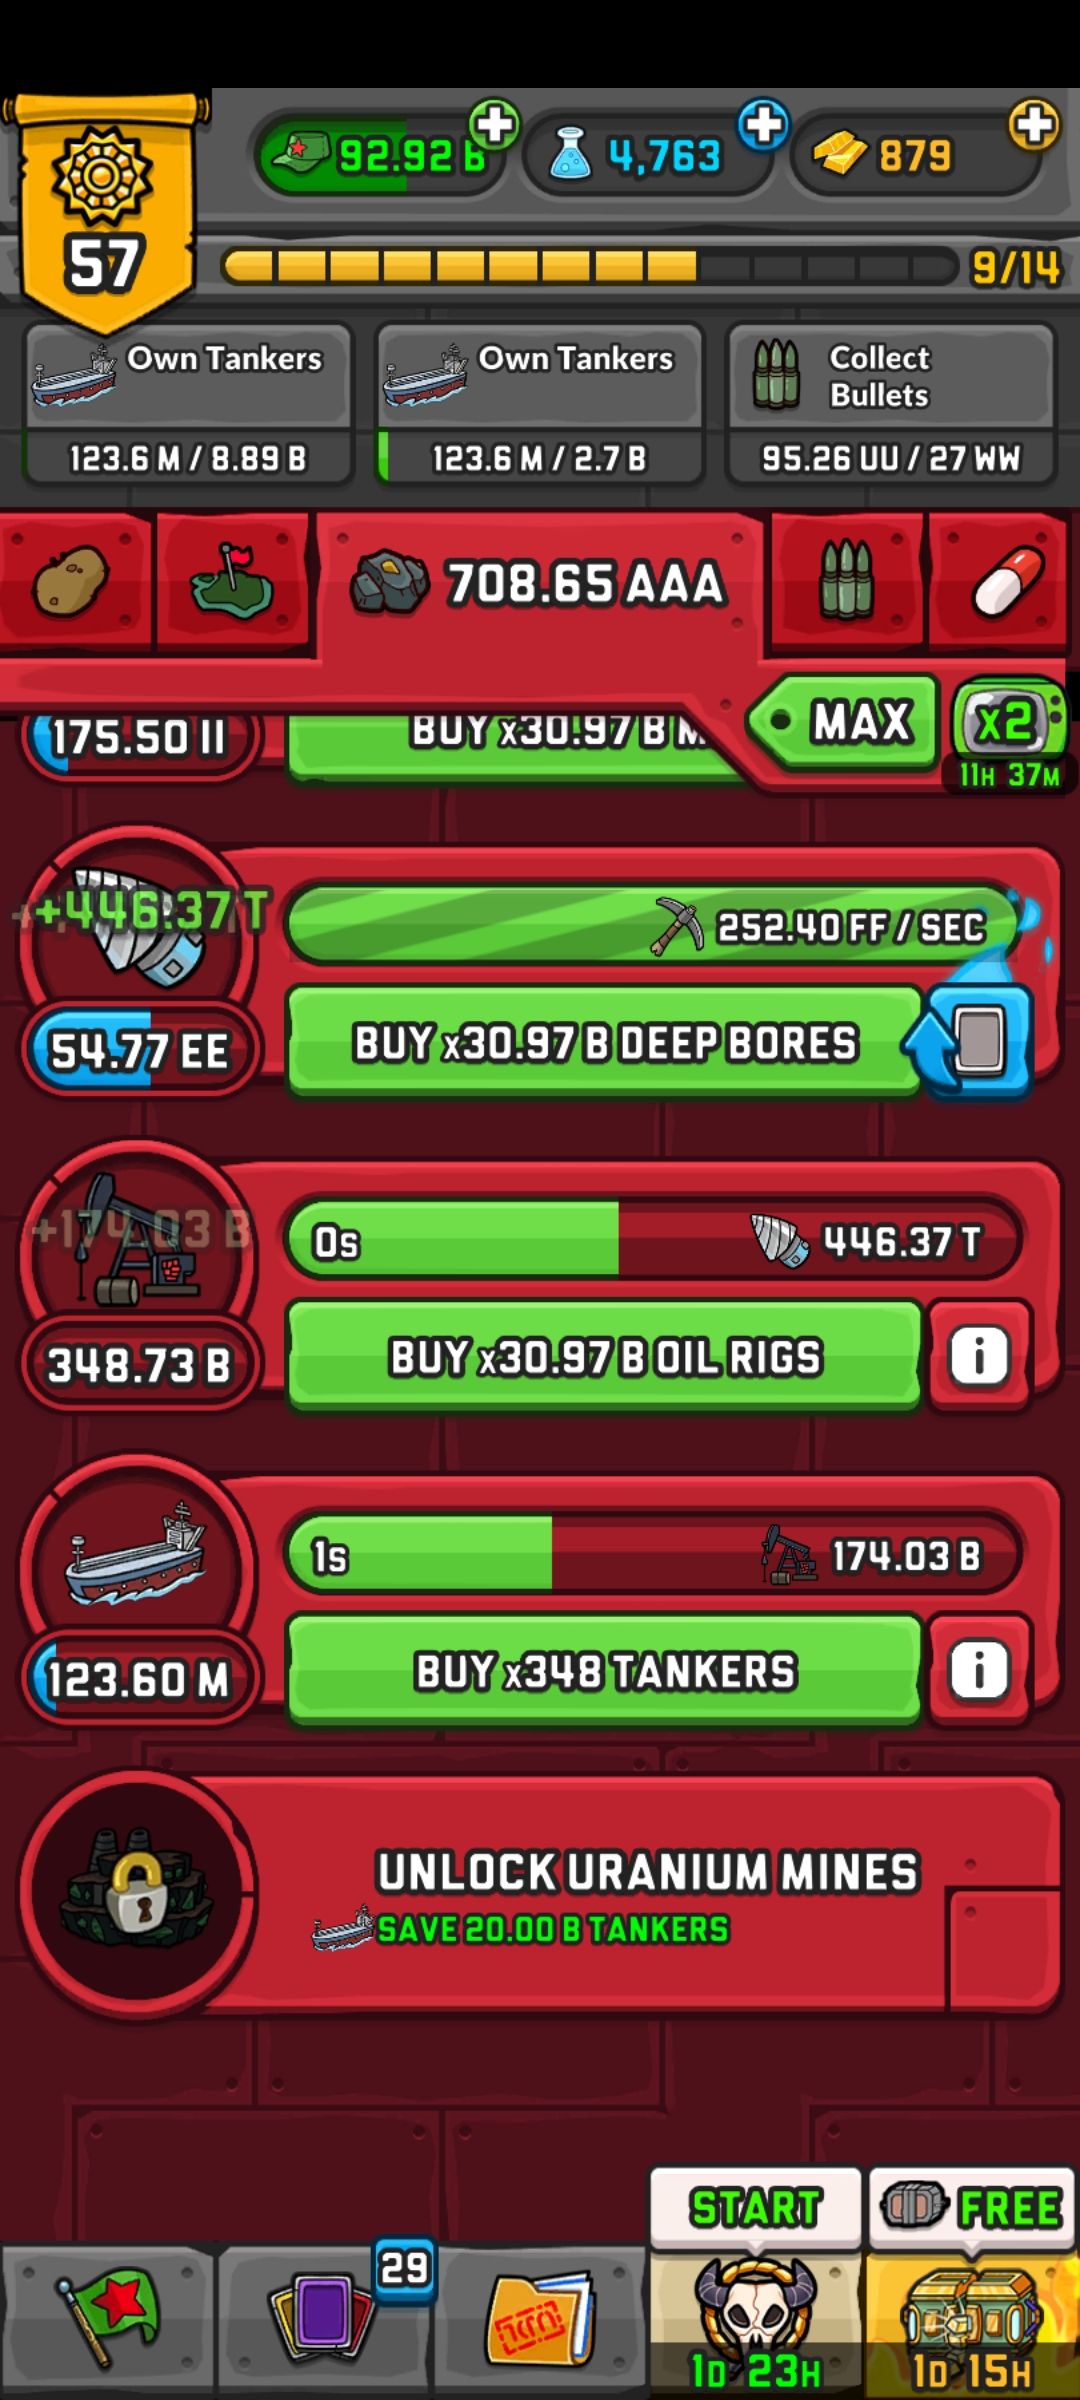 92.92 B
4,763
879
57
9/14
Own Tankers
123.6 M / 8.89 B
Own Tankers
123.6 M / 2.7 B
Collect
Bullets
95.26 UU / 27 WW
708.65 AAA
MAX
x2
11H 37M
175.50 II
BUY x30.97 B M
+446.37 T
252.40 FF / SEC
54.77 EE
BUY x30.97 B DEEP BORES
+174.03 B
0s
446.37 T
348.73 B
BUY x30.97 B OIL RIGS
i
1s
174.03 B
123.60 M
BUY x348 TANKERS
i
UNLOCK URANIUM MINES
SAVE 20.00 B TANKERS
START
FREE
29
1D 23H
1D 15H